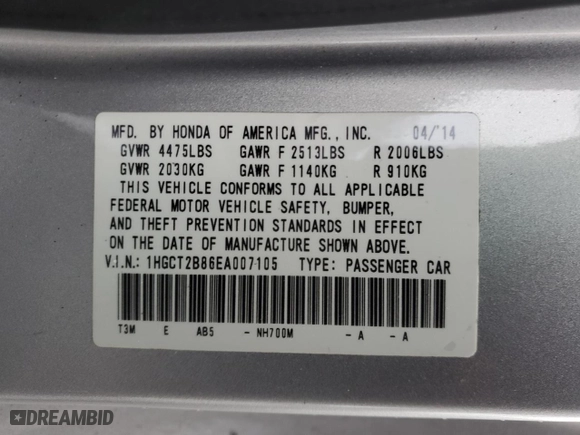 MFD. BY HONDA OF AMERICA MFG., INC. 04/'14
GVWR 4475LBS GAWR F 2513LBS R 2006LBS
GVWR 2030KG GAWR F 1140KG R 910KG
THIS VEHICLE CONFORMS TO ALL APPLICABLE
FEDERAL MOTOR VEHICLE SAFETY, BUMPER,
AND THEFT PREVENTION STANDARDS IN EFFECT
ON THE DATE OF MANUFACTURE SHOWN ABOVE.
V.I.N.: 1HGCT2B86EA007105 TYPE: PASSENGER CAR
T3M E AB5 - NH700M - A - A
DREAMBID